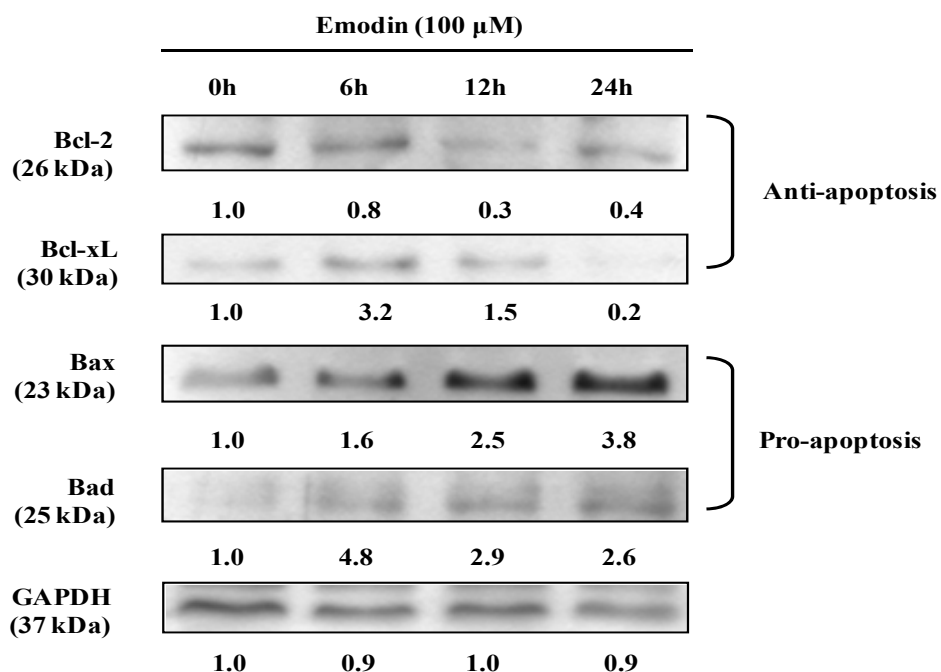 Emodin (100 μM)
0h 6h 12h 24h
Bcl-2
(26 kDa)
1.0 0.8 0.3 0.4
Anti-apoptosis
Bcl-xL
(30 kDa)
1.0 3.2 1.5 0.2
Bax
(23 kDa)
1.0 1.6 2.5 3.8
Pro-apoptosis
Bad
(25 kDa)
1.0 4.8 2.9 2.6
GAPDH
(37 kDa)
1.0 0.9 1.0 0.9